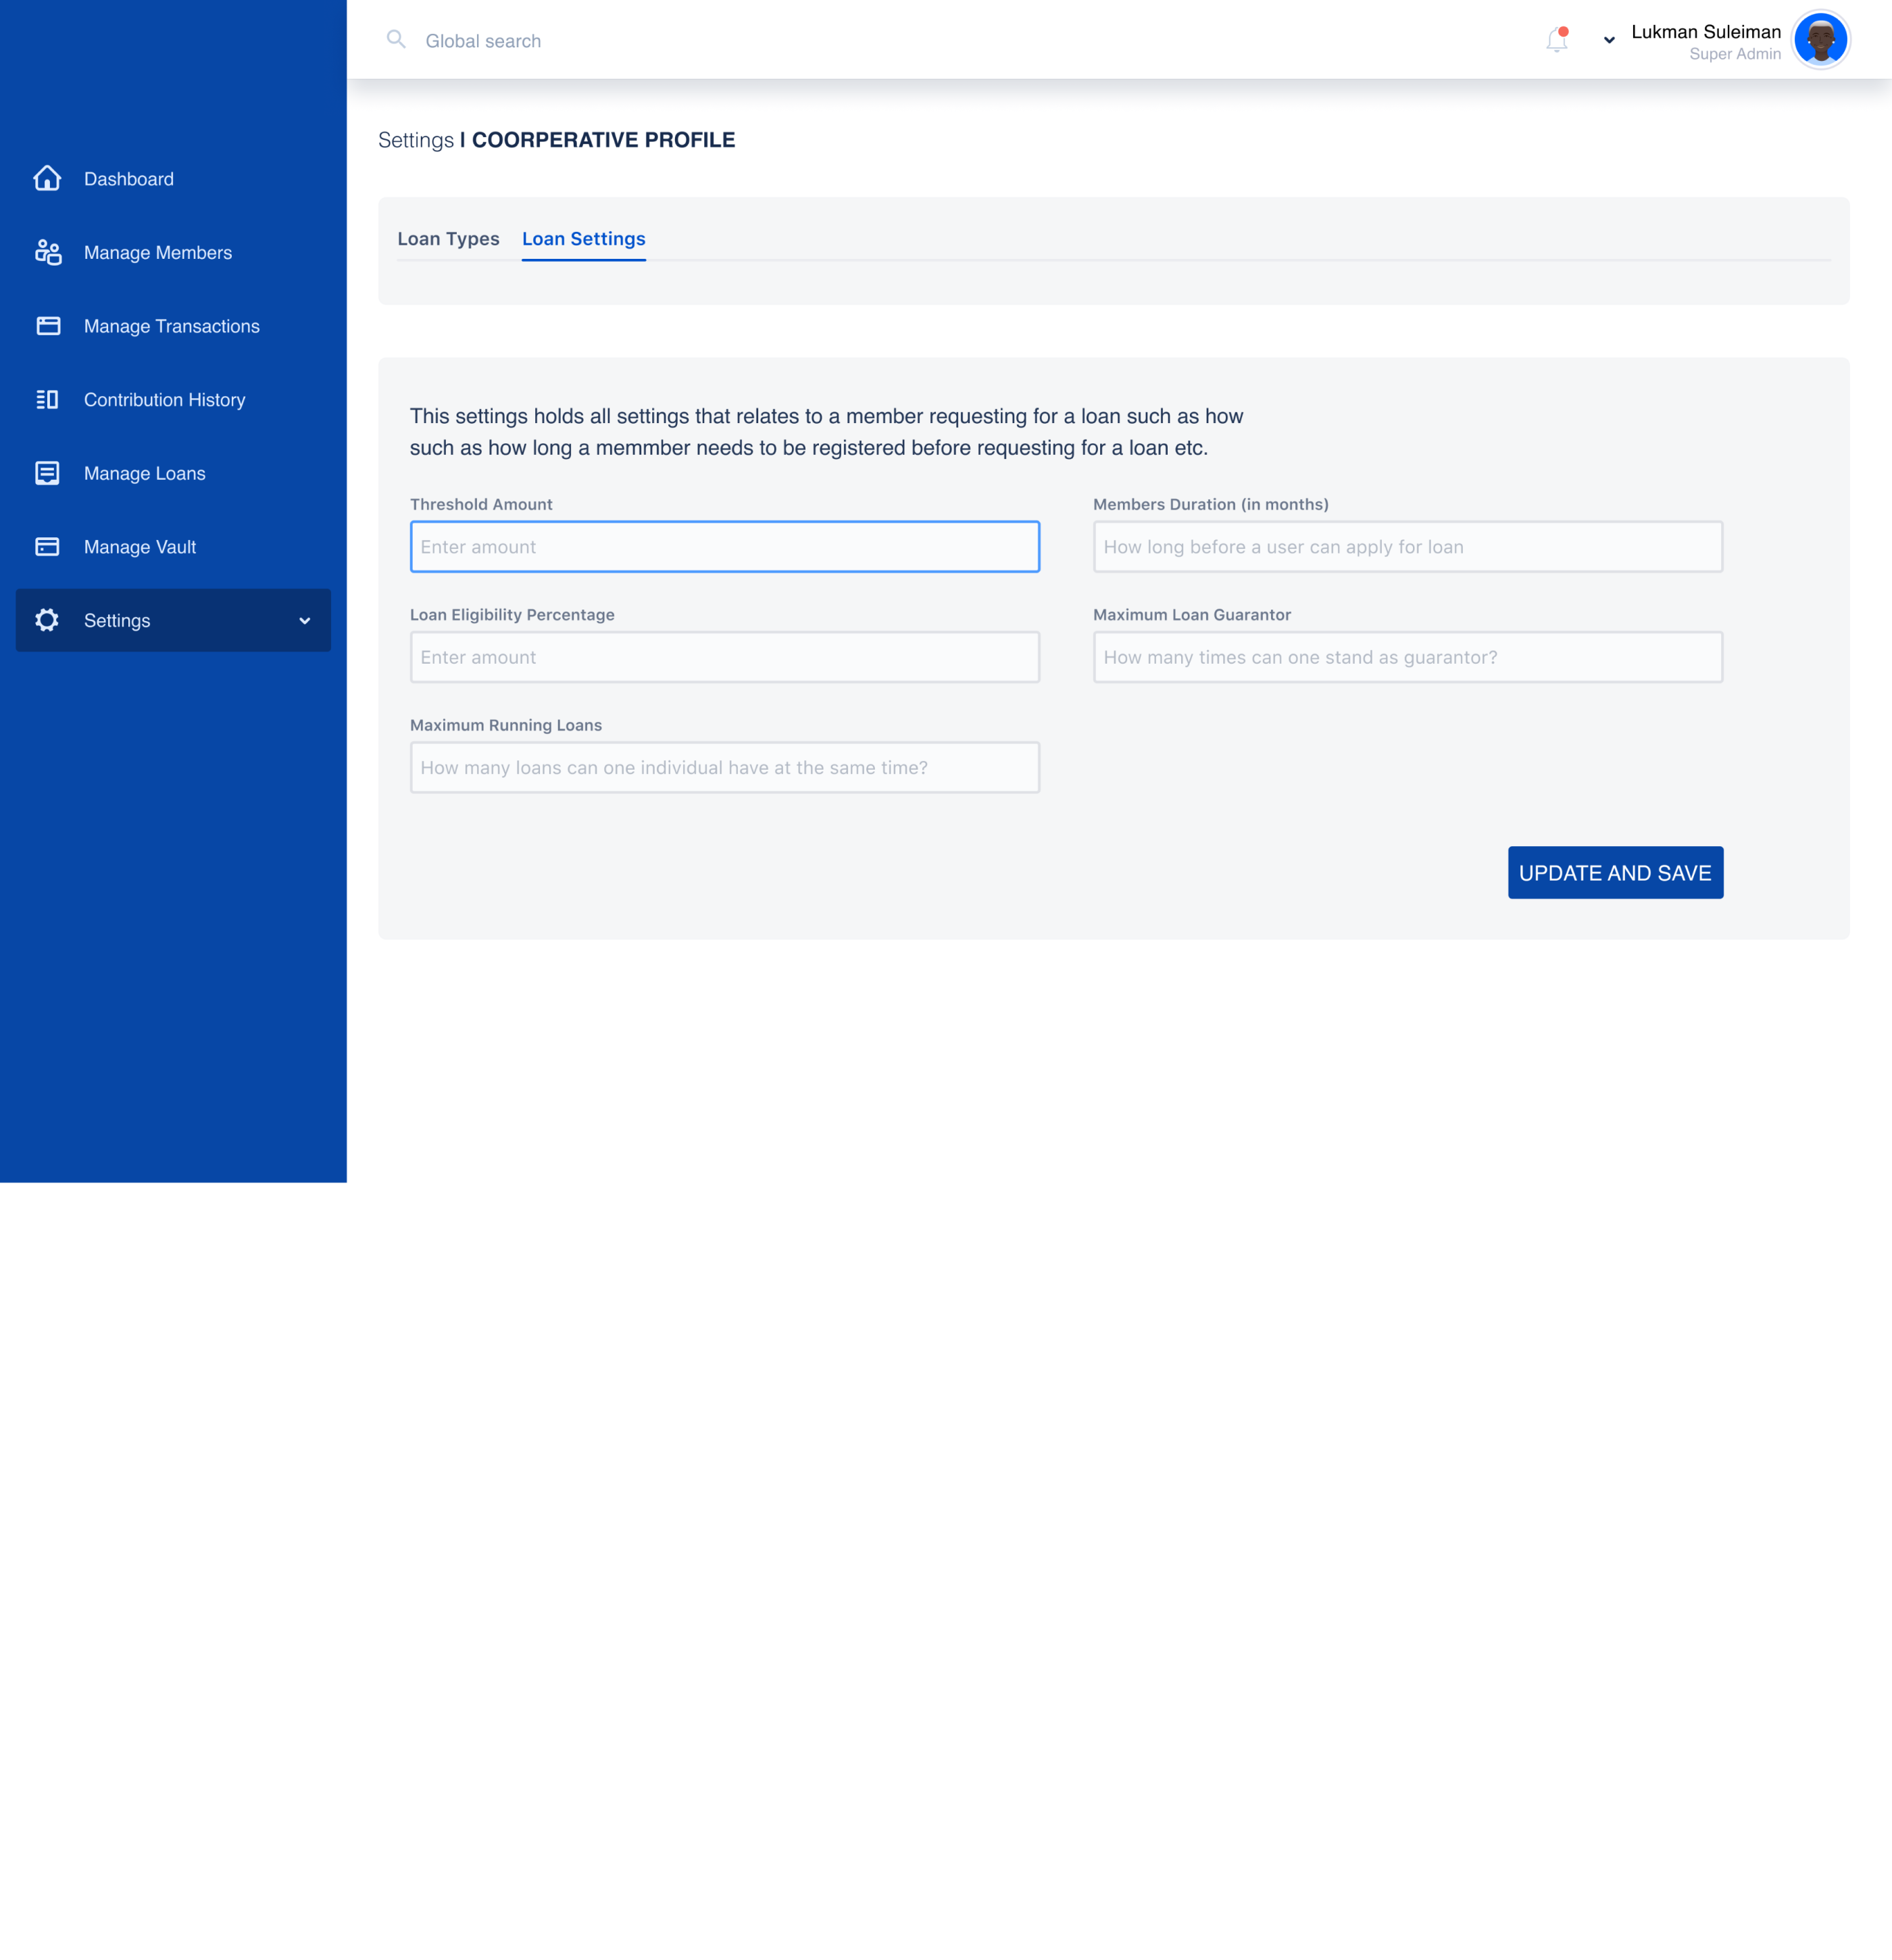 Global search
Lukman Suleiman
Super Admin
Dashboard
Manage Members
Manage Transactions
Contribution History
Manage Loans
Manage Vault
Settings
Settings | COORPERATIVE PROFILE
Loan Types Loan Settings
This settings holds all settings that relates to a member requesting for a loan such as how
such as how long a memmber needs to be registered before requesting for a loan etc.
Threshold Amount
Enter amount
Members Duration (in months)
How long before a user can apply for loan
Loan Eligibility Percentage
Enter amount
Maximum Loan Guarantor
How many times can one stand as guarantor?
Maximum Running Loans
How many loans can one individual have at the same time?
UPDATE AND SAVE